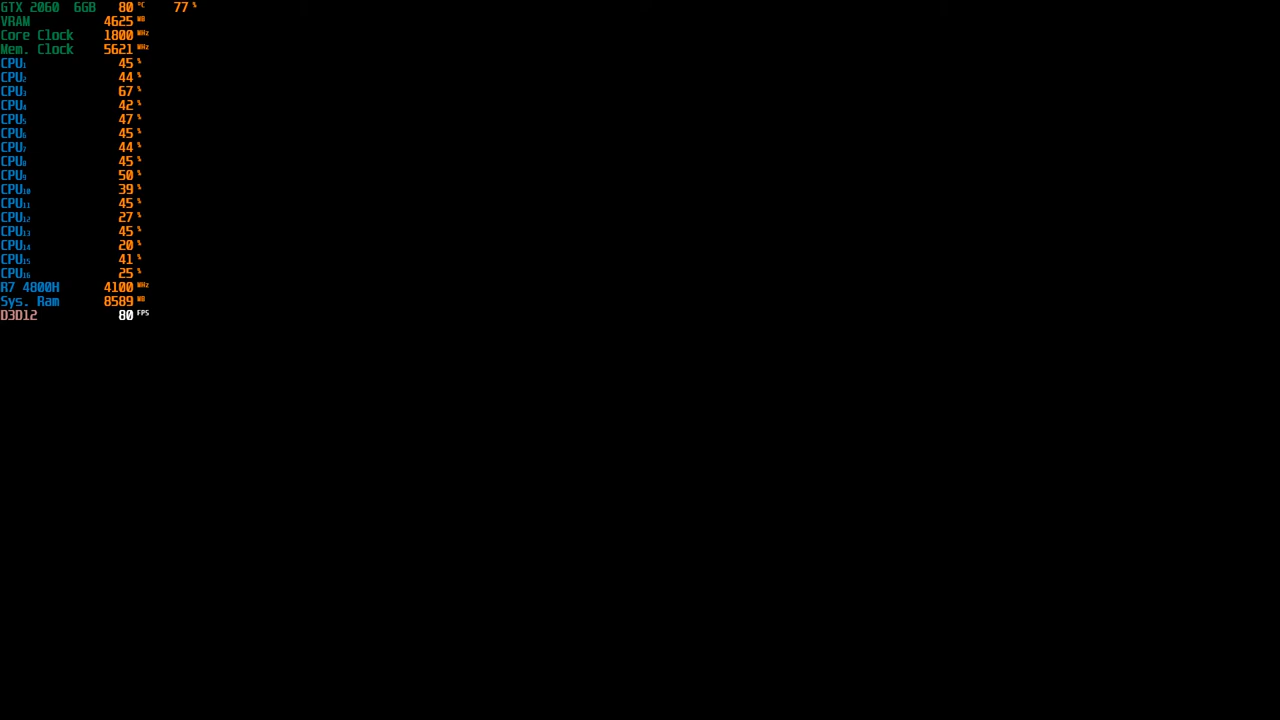 GTX 2060 6GB 80 °C 77 %
VRAM 4625 MB
Core Clock 1800 MHz
Mem. Clock 5621 MHz
CPU1 45 %
CPU2 44 %
CPU3 67 %
CPU4 42 %
CPU5 47 %
CPU6 45 %
CPU7 44 %
CPU8 45 %
CPU9 50 %
CPU10 39 %
CPU11 45 %
CPU12 27 %
CPU13 45 %
CPU14 20 %
CPU15 41 %
CPU16 25 %
R7 4800H 4100 MHz
Sys. Ram 8589 MB
D3D12 80 FPS